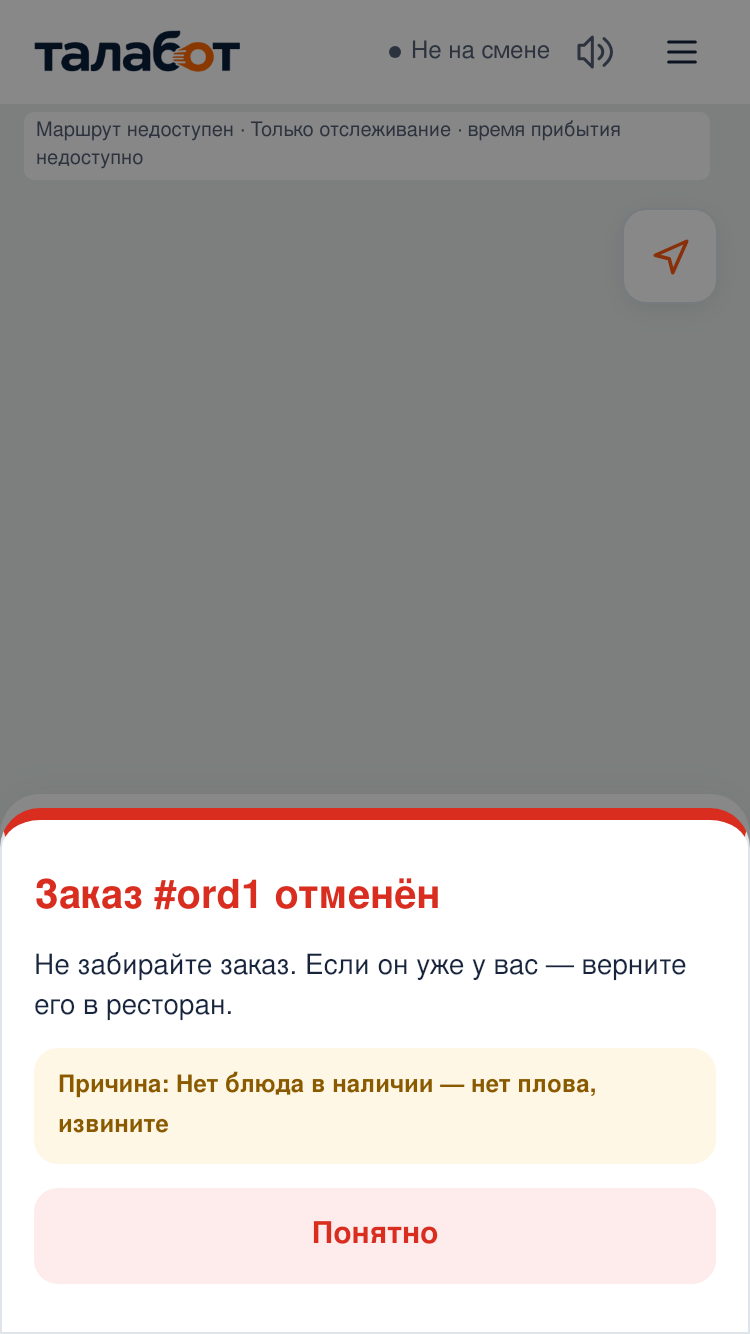 талабот
Не на смене
Маршрут недоступен · Только отслеживание · время прибытия
недоступно
Заказ #ord1 отменён
Не забирайте заказ. Если он уже у вас — верните
его в ресторан.
Причина: Нет блюда в наличии — нет плова,
извините
Понятно